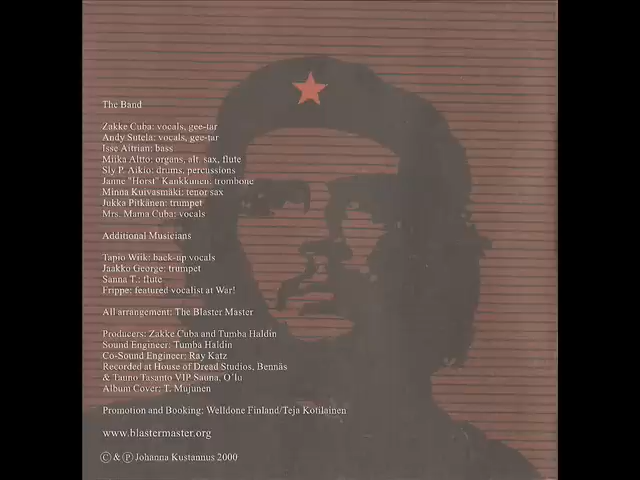 The Band
Zakke Cuba: vocals, gee-tar
Andy Sutela: vocals, gee-tar
Isse Aitrian: bass
Miika Altto: organs, alt. sax, flute
Sly P. Aikio: drums, percussions
Janne "Horst" Kankkunen: trombone
Minna Kuivasmäki: tenor sax
Jukka Pitkänen: trumpet
Mrs. Mama Cuba: vocals
Additional Musicians
Tapio Wiik: back-up vocals
Jaakko George: trumpet
Sanna T.: flute
Frippe: featured vocalist at War!
All arrangement: The Blaster Master
Producers: Zakke Cuba and Tumba Haldin
Sound Engineer: Tumba Haldin
Co-Sound Engineer: Ray Katz
Recorded at House of Dread Studios, Bennäs
& Tauno Tasanto VIP Sauna, O´lu
Album Cover: T. Mujunen
Promotion and Booking: Welldone Finland/Teja Kotilainen
www.blastermaster.org
© & ℗ Johanna Kustannus 2000